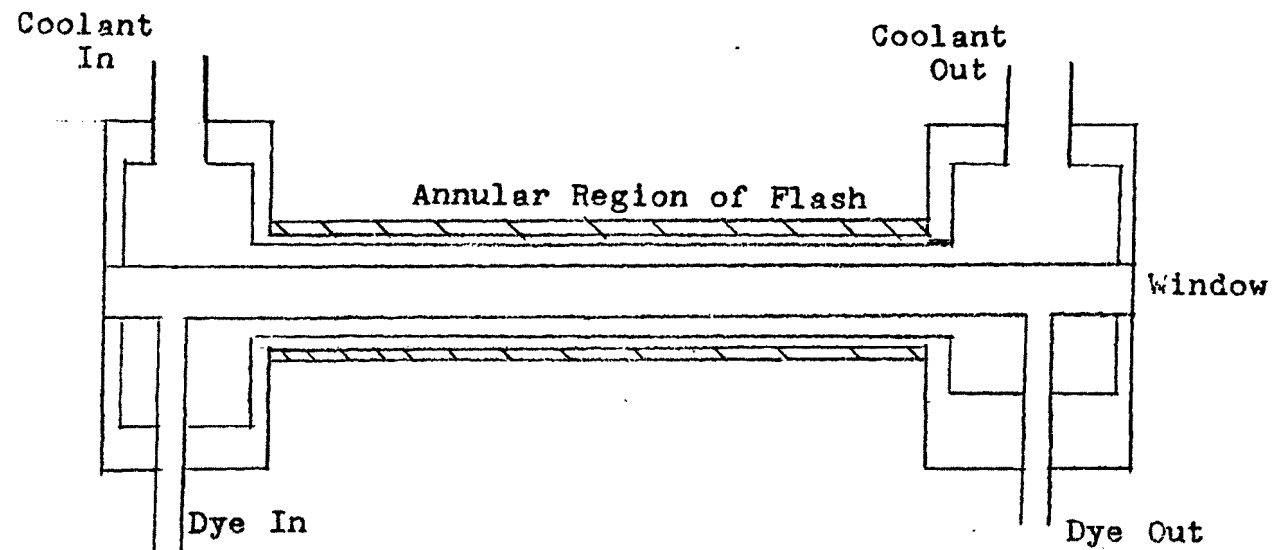 Coolant
In
Coolant
Out
Annular Region of Flash
Window
Dye In
Dye Out